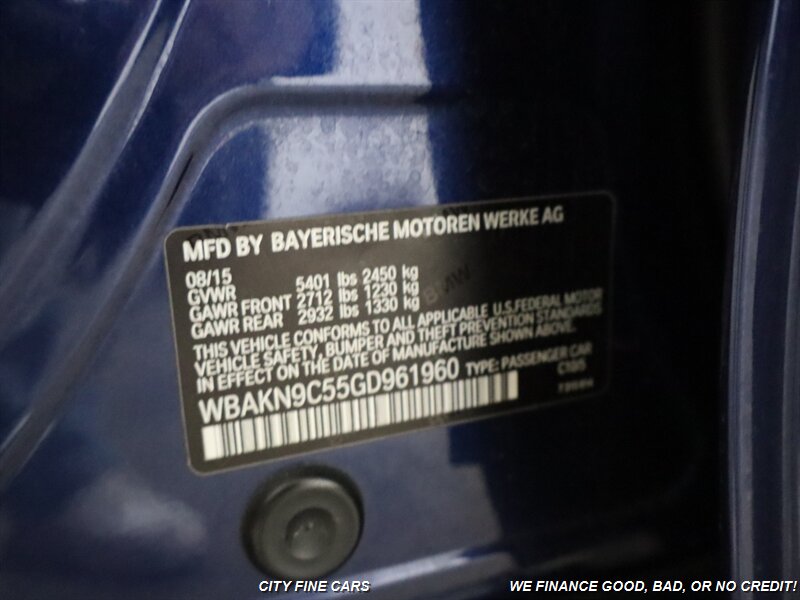 MFD BY BAYERISCHE MOTOREN WERKE AG
08/15
GVWR 5401 lbs 2450 kg
GAWR FRONT 2712 lbs 1230 kg
GAWR REAR 2932 lbs 1330 kg
BMW
THIS VEHICLE CONFORMS TO ALL APPLICABLE U.S.FEDERAL MOTOR
VEHICLE SAFETY, BUMPER AND THEFT PREVENTION STANDARDS
IN EFFECT ON THE DATE OF MANUFACTURE SHOWN ABOVE.
WBAKN9C55GD961960 TYPE: PASSENGER CAR
CITY FINE CARS
WE FINANCE GOOD, BAD, OR NO CREDIT!